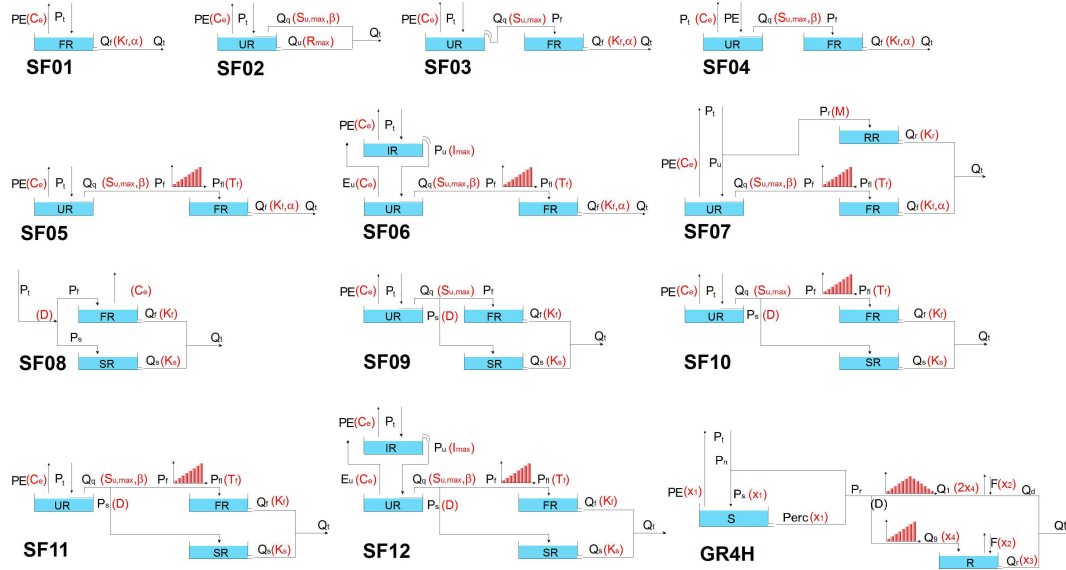 PE(Ce) Pt FR Qf (Kf,α) Qt
SF01
PE(Ce) Pt UR Qq (Su,max,β) Qu(Rmax) Qt
SF02
PE(Ce) Pt UR Qq (Su,max) Pf FR Qf (Kf,α) Qt
SF03
Pt (Ce) PE UR Qq (Su,max,β) Pf FR Qf (Kf,α) Qt
SF04
PE(Ce) Pt UR Qq (Su,max,β) Pf Pfl(Tf) FR Qf (Kf,α) Qt
SF05
PE(Ce) Pt IR Pu (Imax)
Eu (Ce) UR Qq (Su,max,β) Pf Pfl(Tf) FR Qf (Kf,α) Qt
SF06
Pt Pr(M) RR Qr(Kr)
PE(Ce) Pu UR Qq (Su,max,β) Pf Pfl(Tf) FR Qf (Kf,α) Qt
SF07
Pt (D) Pf (Ce) FR Qf (Kf)
Ps SR Qs(Ks) Qt
SF08
PE(Ce) Pt UR Qq (Su,max) Pf FR Qf (Kf)
Ps (D) SR Qs(Ks) Qt
SF09
PE(Ce) Pt UR Qq (Su,max) Pf Pfl(Tf) FR Qf (Kf)
Ps (D) SR Qs(Ks) Qt
SF10
PE(Ce) Pt UR Qq (Su,max,β) Pf Pfl(Tf) FR Qf (Kf)
Ps (D) SR Qs(Ks) Qt
SF11
PE(Ce) Pt IR Pu (Imax)
Eu (Ce) UR Qq (Su,max,β) Pf Pfl(Tf) FR Qf (Kf)
Ps (D) SR Qs(Ks) Qt
SF12
Pt Pn PE(x1) Ps (x1) S Perc(x1)
Pr (D) Q1 (2x4) F(x2) Qd
Q9 (x4) F(x2) R Qr(x3) Qt
GR4H